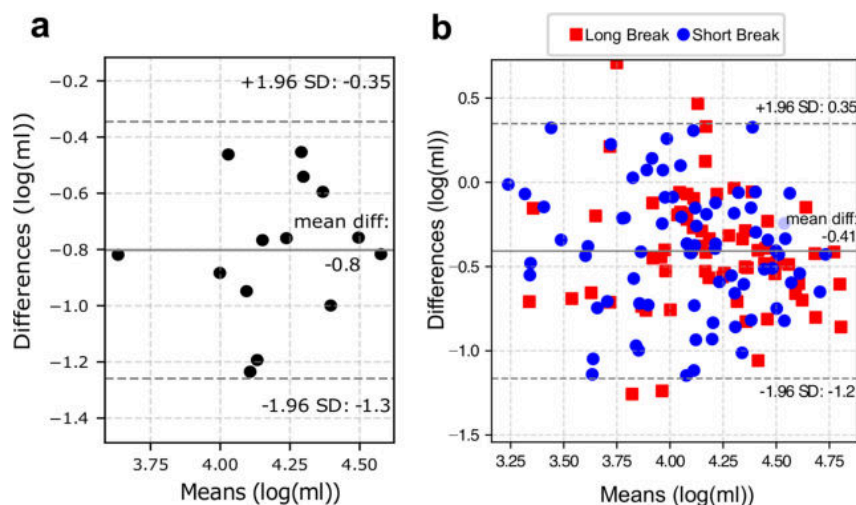 a
Differences (log(ml))
−0.2
−0.4
−0.6
−0.8
−1.0
−1.2
−1.4
+1.96 SD: -0.35
mean diff:
-0.8
-1.96 SD: -1.3
3.75
4.00
4.25
4.50
Means (log(ml))
b
Long Break
Short Break
Differences (log(ml))
0.5
0.0
−0.5
−1.0
−1.5
+1.96 SD: 0.35
mean diff:
-0.41
-1.96 SD: -1.2
3.25
3.50
3.75
4.00
4.25
4.50
4.75
Means (log(ml))